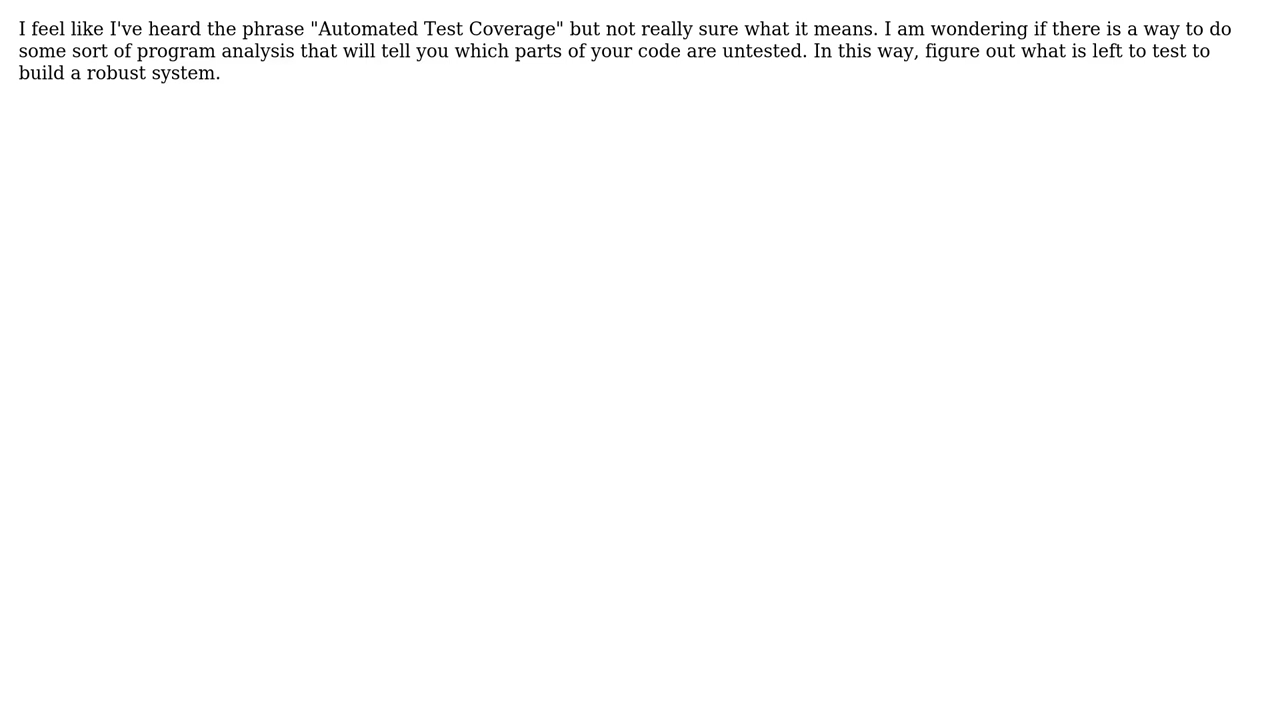 I feel like I've heard the phrase "Automated Test Coverage" but not really sure what it means. I am wondering if there is a way to do
some sort of program analysis that will tell you which parts of your code are untested. In this way, figure out what is left to test to
build a robust system.